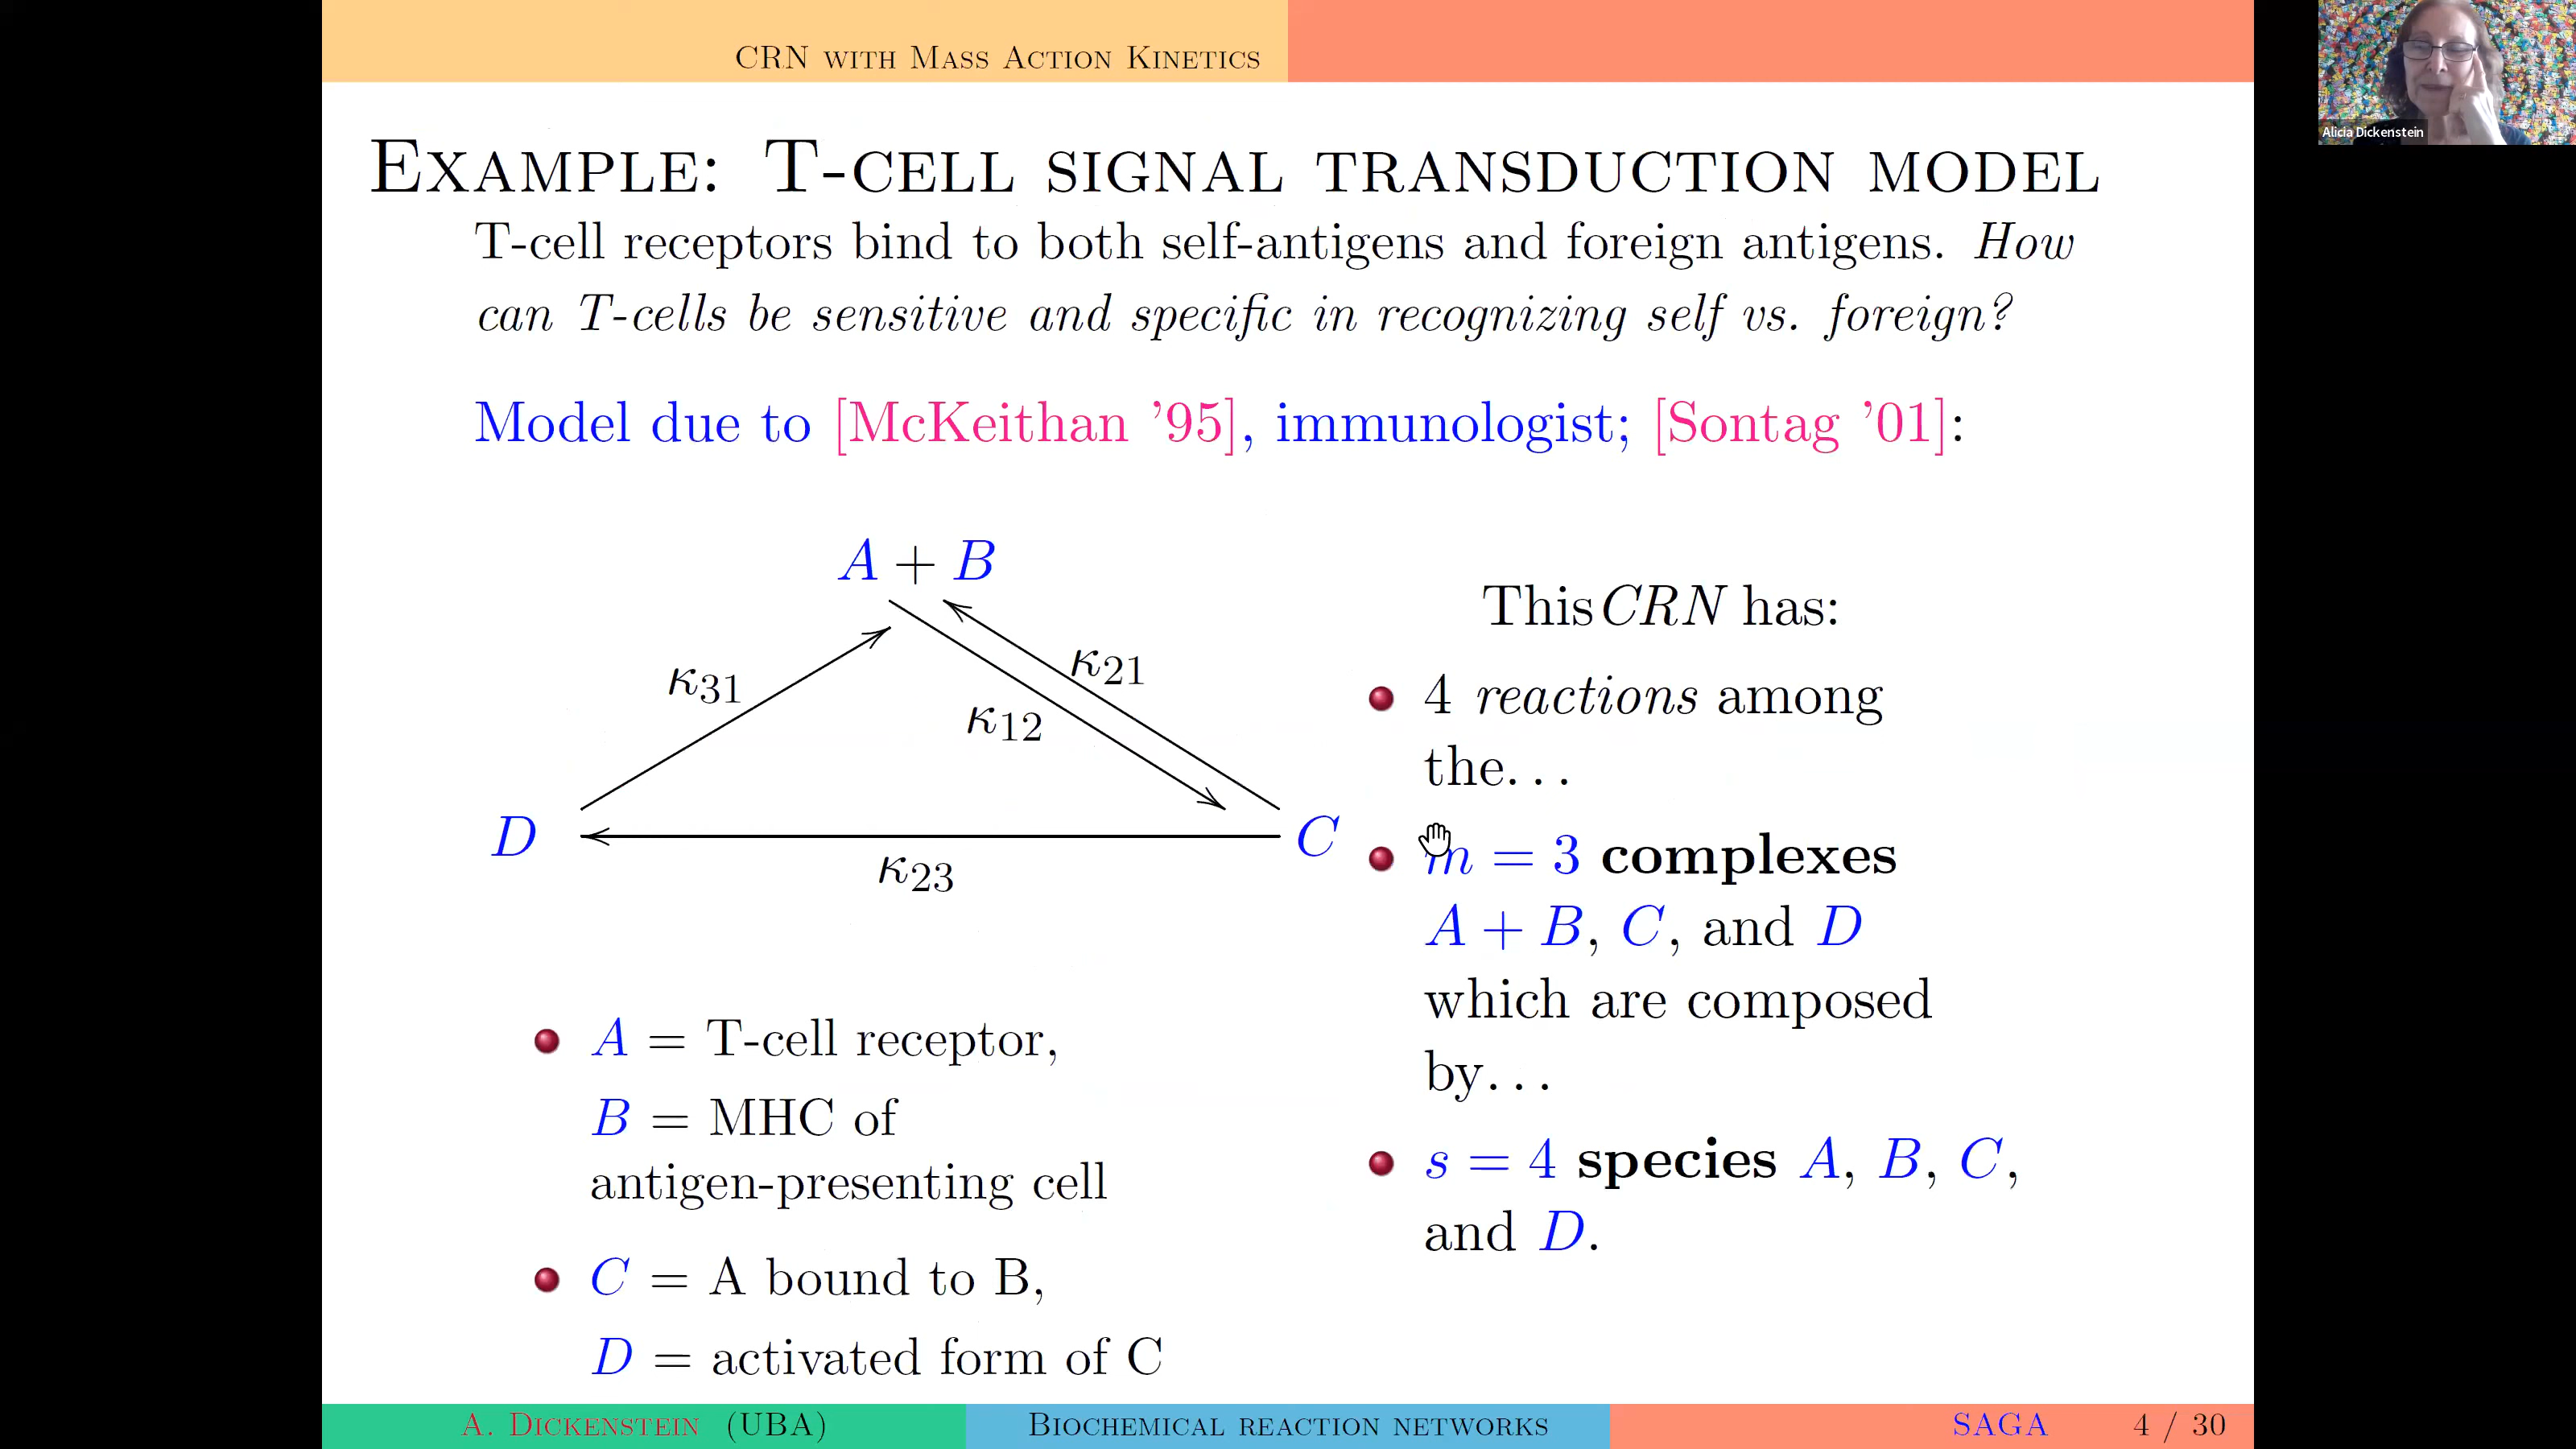 CRN with Mass Action Kinetics
Alicia Dickenstein
Example: T-cell signal transduction model
T-cell receptors bind to both self-antigens and foreign antigens. How
can T-cells be sensitive and specific in recognizing self vs. foreign?
Model due to [McKeithan '95], immunologist; [Sontag '01]:
A + B
κ31
κ21
κ12
D
C
κ23
A = T-cell receptor,
B = MHC of
antigen-presenting cell
C = A bound to B,
D = activated form of C
This CRN has:
4 reactions among
the...
m = 3 complexes
A + B, C, and D
which are composed
by...
s = 4 species A, B, C,
and D.
A. Dickenstein (UBA)
Biochemical reaction networks
SAGA
4 / 30